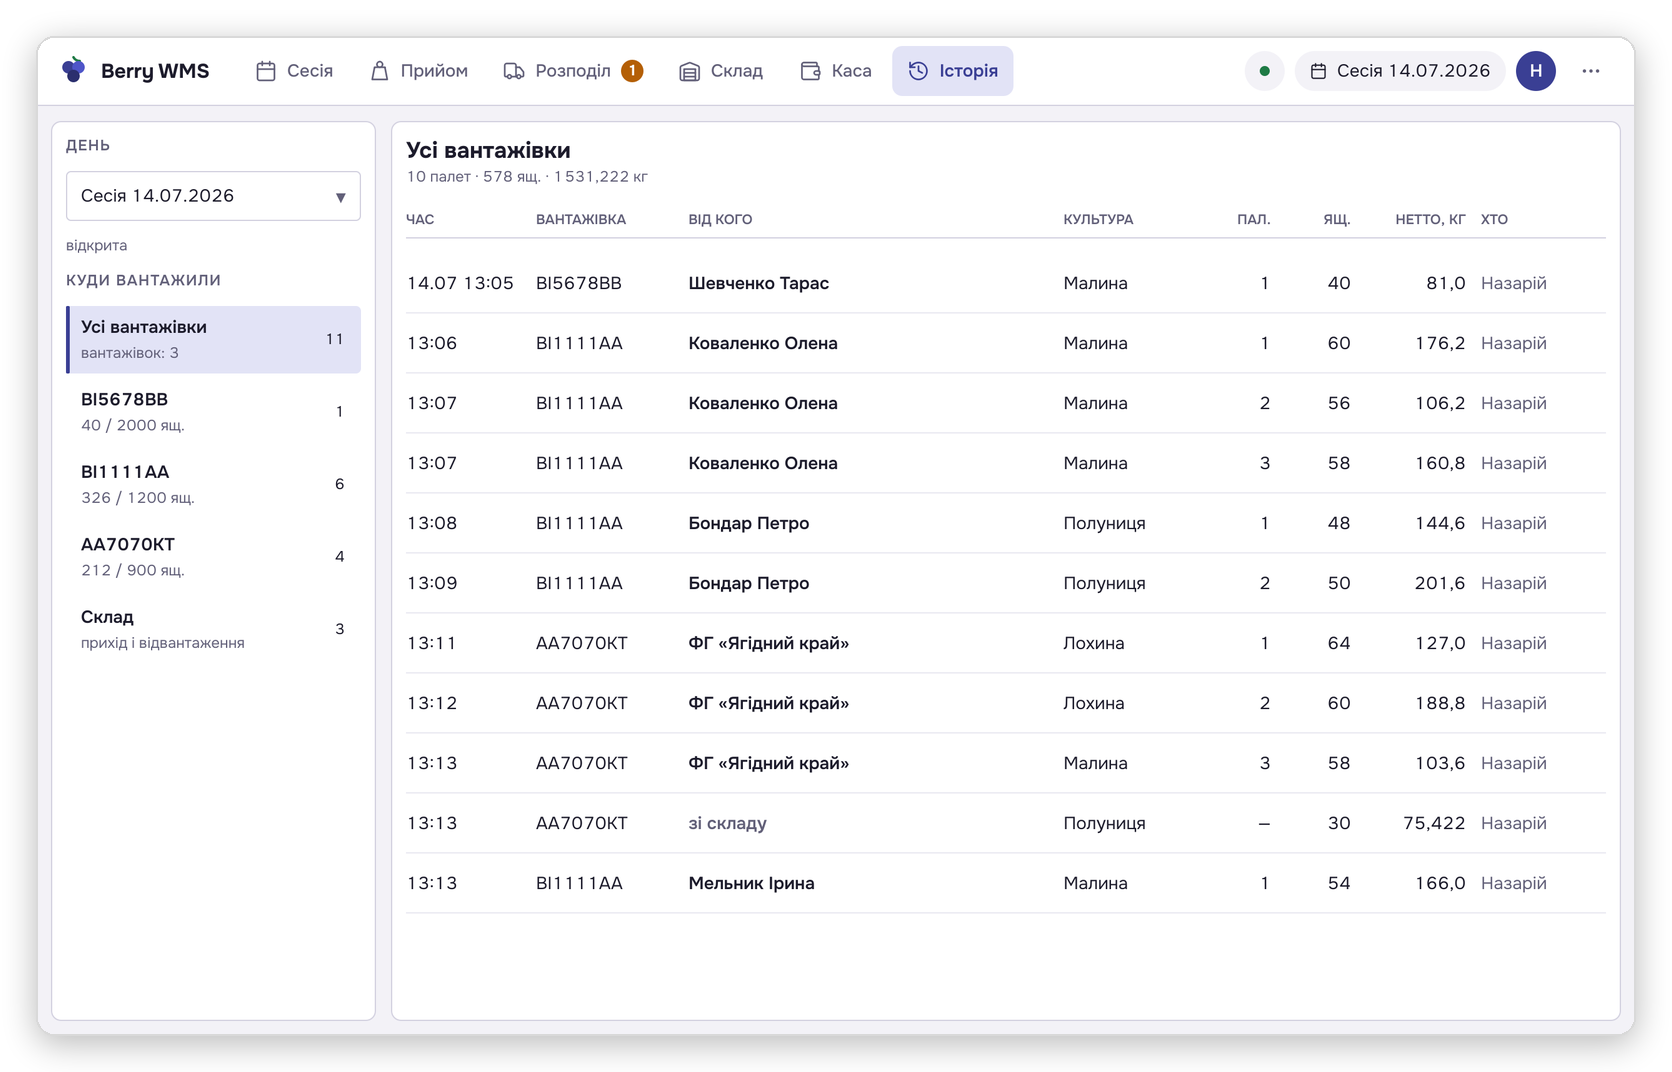 Berry WMS Сесія Прийом Розподіл 1 Склад Каса Історія Сесія 14.07.2026 Н ...
ДЕНЬ
Сесія 14.07.2026 ▼
відкрита
КУДИ ВАНТАЖИЛИ
Усі вантажівки 11
вантажівок: 3
ВІ5678ВВ 1
40 / 2000 ящ.
ВІ1111АА 6
326 / 1200 ящ.
АА7070КТ 4
212 / 900 ящ.
Склад 3
прихід і відвантаження
Усі вантажівки
10 палет · 578 ящ. · 1 531,222 кг
ЧАС ВАНТАЖІВКА ВІД КОГО КУЛЬТУРА ПАЛ. ЯЩ. НЕТТО, КГ ХТО
14.07 13:05 ВІ5678ВВ Шевченко Тарас Малина 1 40 81,0 Назарій
13:06 ВІ1111АА Коваленко Олена Малина 1 60 176,2 Назарій
13:07 ВІ1111АА Коваленко Олена Малина 2 56 106,2 Назарій
13:07 ВІ1111АА Коваленко Олена Малина 3 58 160,8 Назарій
13:08 ВІ1111АА Бондар Петро Полуниця 1 48 144,6 Назарій
13:09 ВІ1111АА Бондар Петро Полуниця 2 50 201,6 Назарій
13:11 АА7070КТ ФГ «Ягідний край» Лохина 1 64 127,0 Назарій
13:12 АА7070КТ ФГ «Ягідний край» Лохина 2 60 188,8 Назарій
13:13 АА7070КТ ФГ «Ягідний край» Малина 3 58 103,6 Назарій
13:13 АА7070КТ зі складу Полуниця – 30 75,422 Назарій
13:13 ВІ1111АА Мельник Ірина Малина 1 54 166,0 Назарій